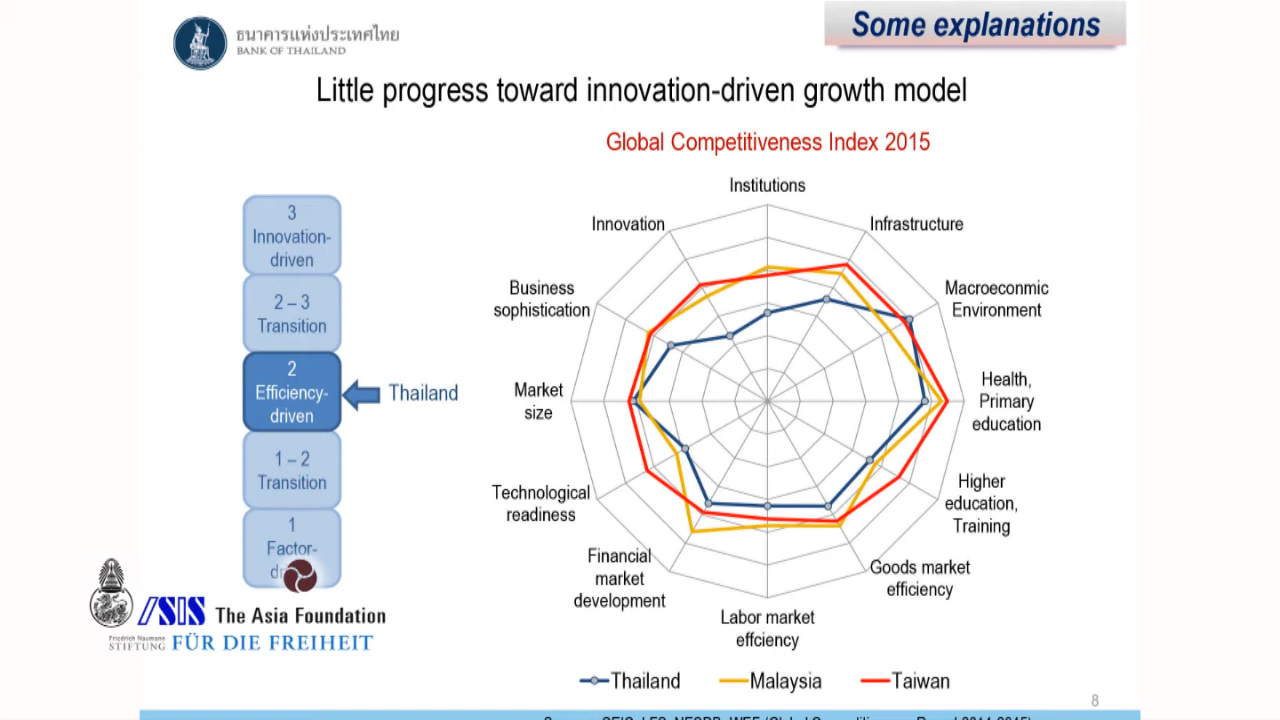 ธนาคารแห่งประเทศไทย
BANK OF THAILAND
Some explanations
Little progress toward innovation-driven growth model
Global Competitiveness Index 2015
3
Innovation-
driven
2 – 3
Transition
2
Efficiency-
driven
Thailand
1 – 2
Transition
1
Factor-
Institutions
Infrastructure
Macroeconmic
Environment
Health,
Primary
education
Higher
education,
Training
Goods market
efficiency
Labor market
effciency
Financial
market
development
Technological
readiness
Market
size
Business
sophistication
Innovation
Thailand
Malaysia
Taiwan
ISIS
The Asia Foundation
Friedrich Naumann
STIFTUNG FÜR DIE FREIHEIT
8